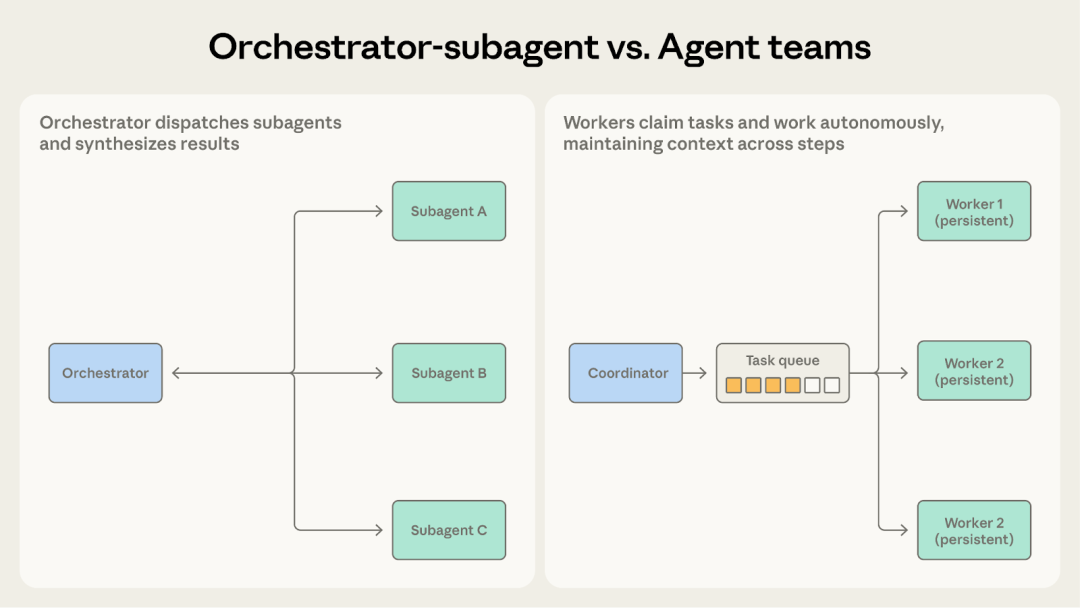 Orchestrator-subagent vs. Agent teams
Orchestrator dispatches subagents
and synthesizes results
Subagent A
Orchestrator
Subagent B
Subagent C
Workers claim tasks and work autonomously,
maintaining context across steps
Worker 1
(persistent)
Coordinator
Task queue
Worker 2
(persistent)
Worker 2
(persistent)